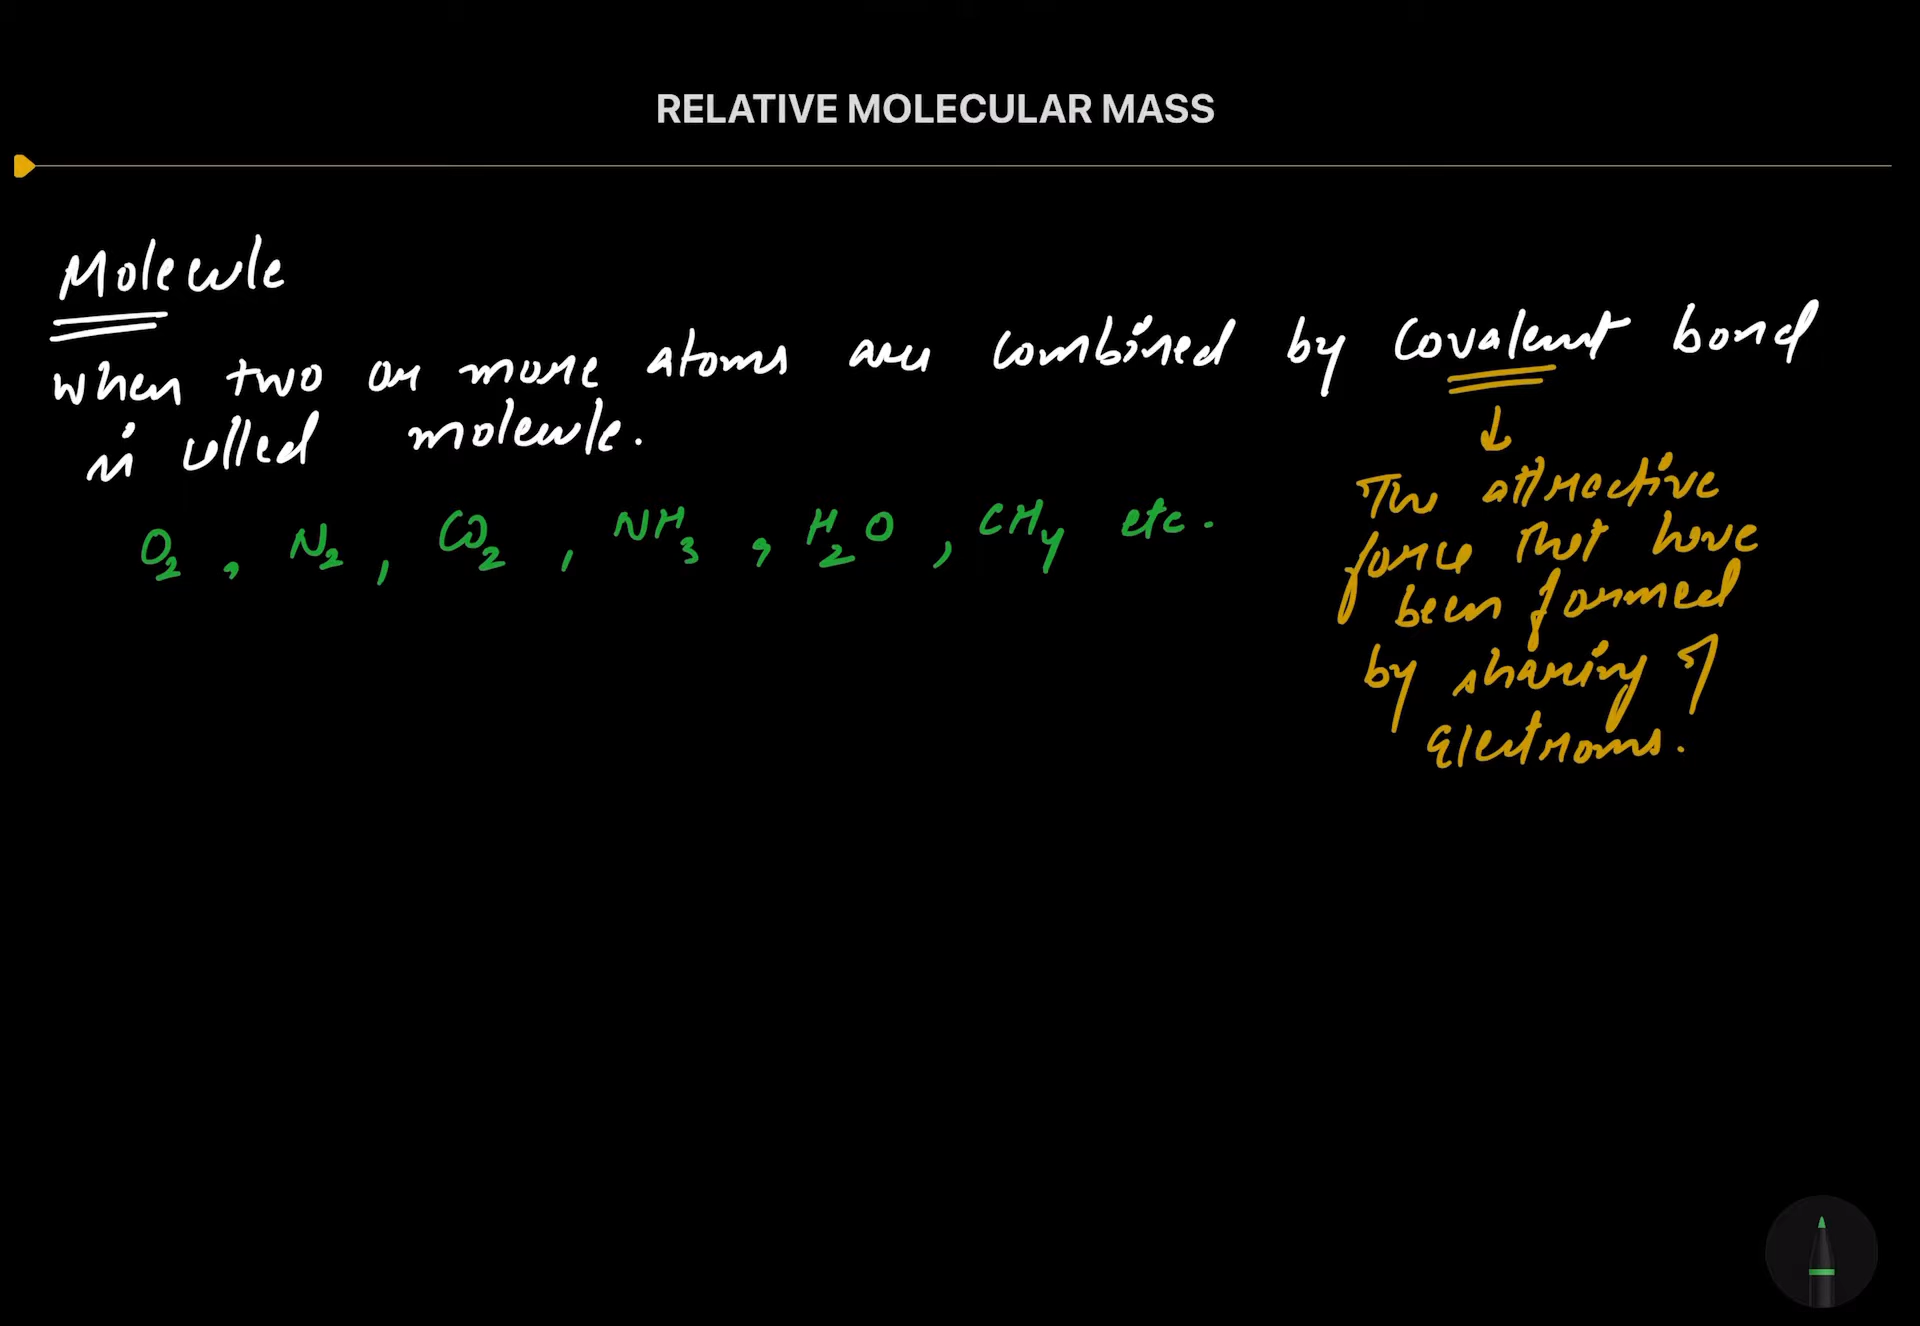 RELATIVE MOLECULAR MASS
Molecule
when two or more atoms are combined by covalent bond
is called molecule.
O₂, N₂, CO₂, NH₃, H₂O, CH₄ etc.
↓
The attractive
force that have
been formed
by sharing of
Electrons.